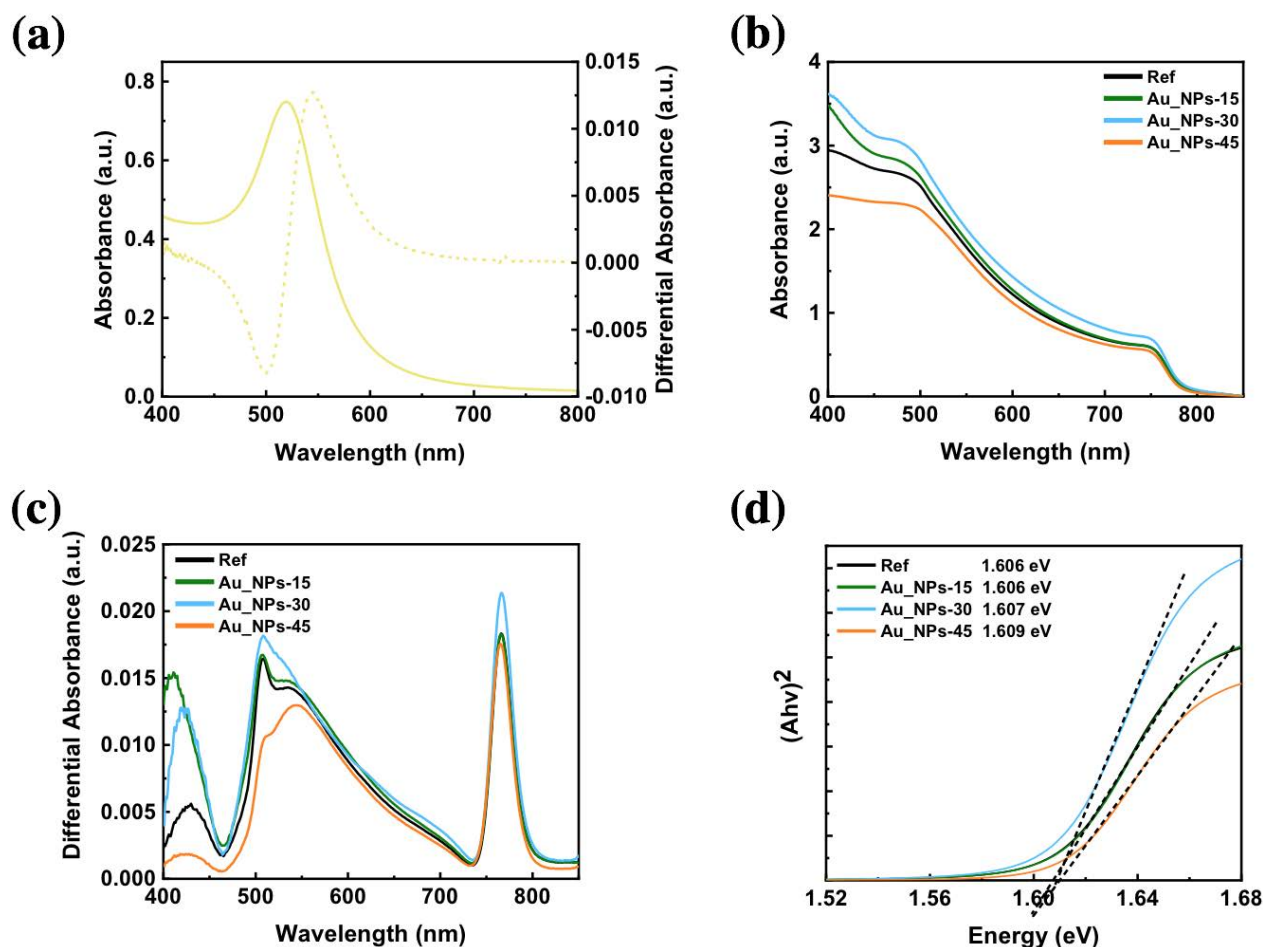 (a)
0.8
0.6
0.4
0.2
0.0
0.015
0.010
0.005
0.000
-0.005
-0.010
400 500 600 700 800
Absorbance (a.u.)
Differential Absorbance (a.u.)
Wavelength (nm)
(b)
4
3
2
1
0
400 500 600 700 800
Absorbance (a.u.)
Wavelength (nm)
Ref
Au_NPs-15
Au_NPs-30
Au_NPs-45
(c)
0.025
0.020
0.015
0.010
0.005
0.000
400 500 600 700 800
Differential Absorbance (a.u.)
Wavelength (nm)
Ref
Au_NPs-15
Au_NPs-30
Au_NPs-45
(d)
Ref 1.606 eV
Au_NPs-15 1.606 eV
Au_NPs-30 1.607 eV
Au_NPs-45 1.609 eV
(Ahv)2
1.52 1.56 1.60 1.64 1.68
Energy (eV)